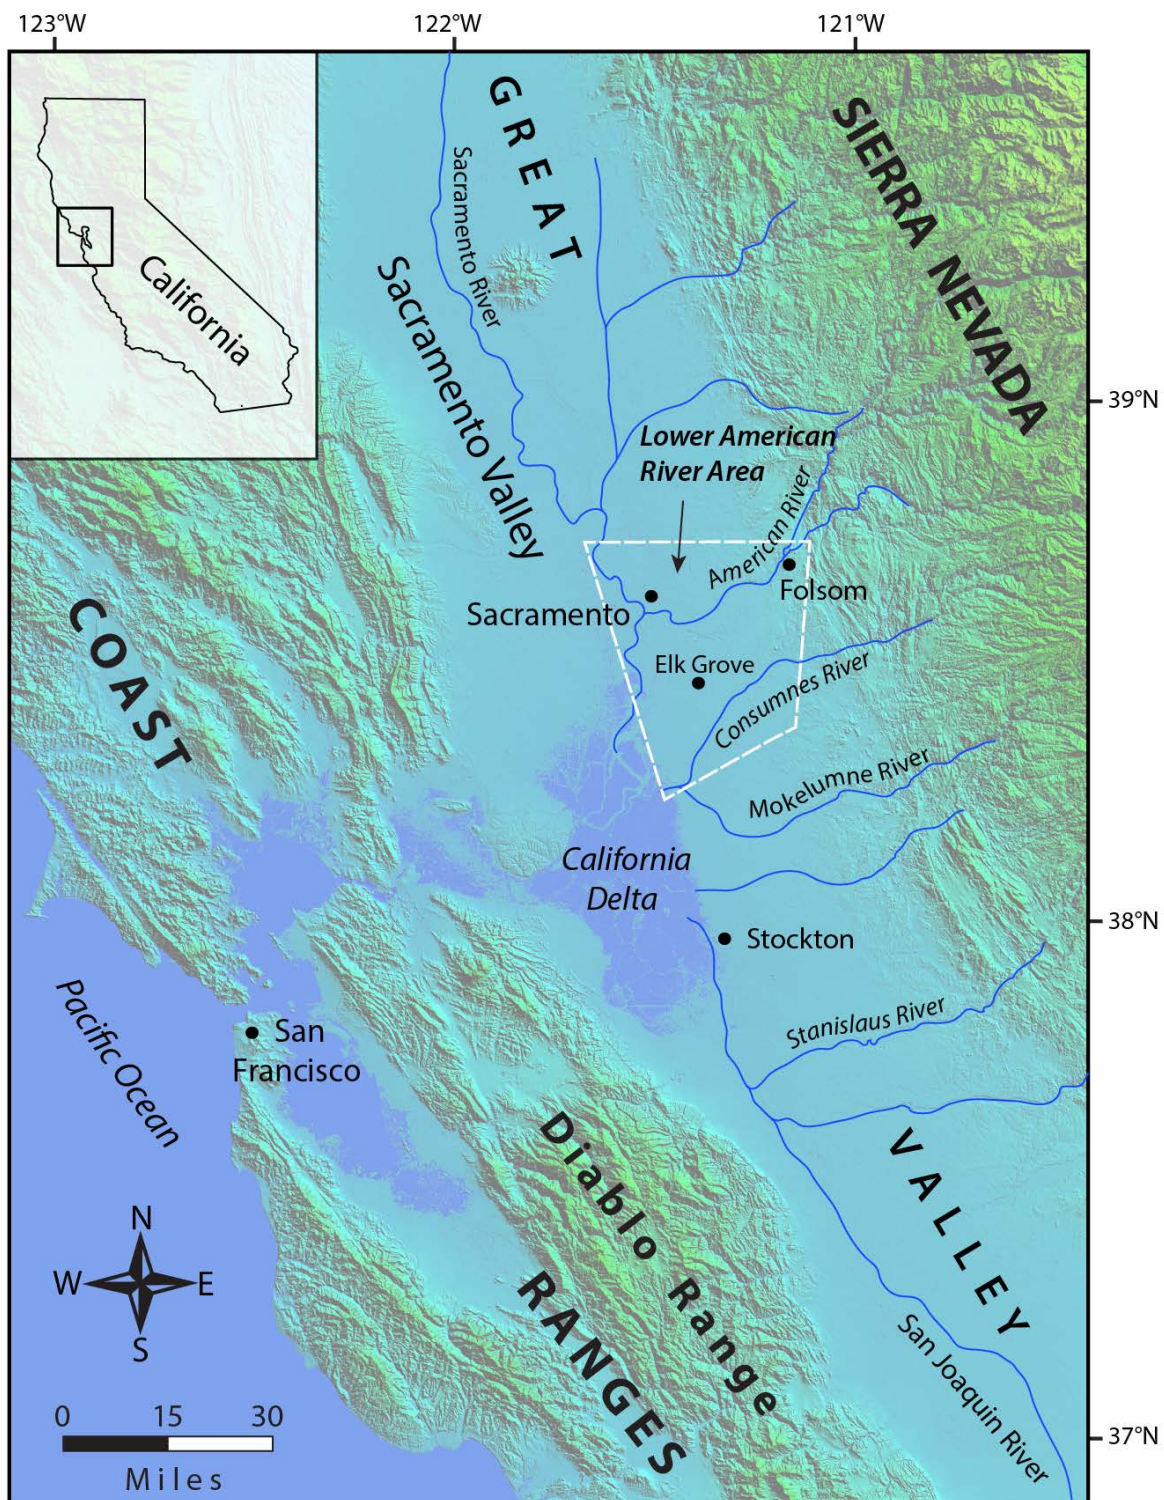 123°W
122°W
121°W
GREAT
SIERRA NEVADA
Sacramento River
California
Sacramento Valley
39°N
Lower American
River Area
American River
Folsom
Sacramento
COAST
Elk Grove
Consumnes River
Mokelumne River
California
Delta
38°N
Stockton
Pacific Ocean
San
Francisco
Stanislaus River
Diablo Range
VALLEY
N
W
E
S
RANGES
San Joaquin River
0
15
30
Miles
37°N